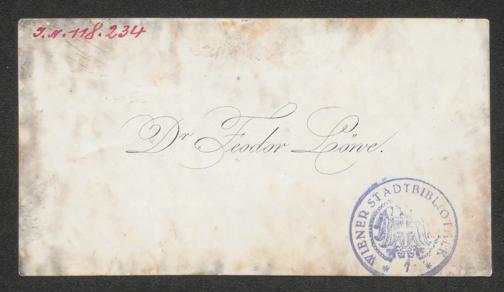 J.N. 118.234
Dr Feodor Löwe.
WIENER STADTBIBLIOTHEK